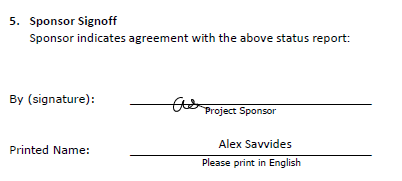 5. Sponsor Signoff
Sponsor indicates agreement with the above status report:
By (signature):
Project Sponsor
Printed Name: Alex Savvides
Please print in English